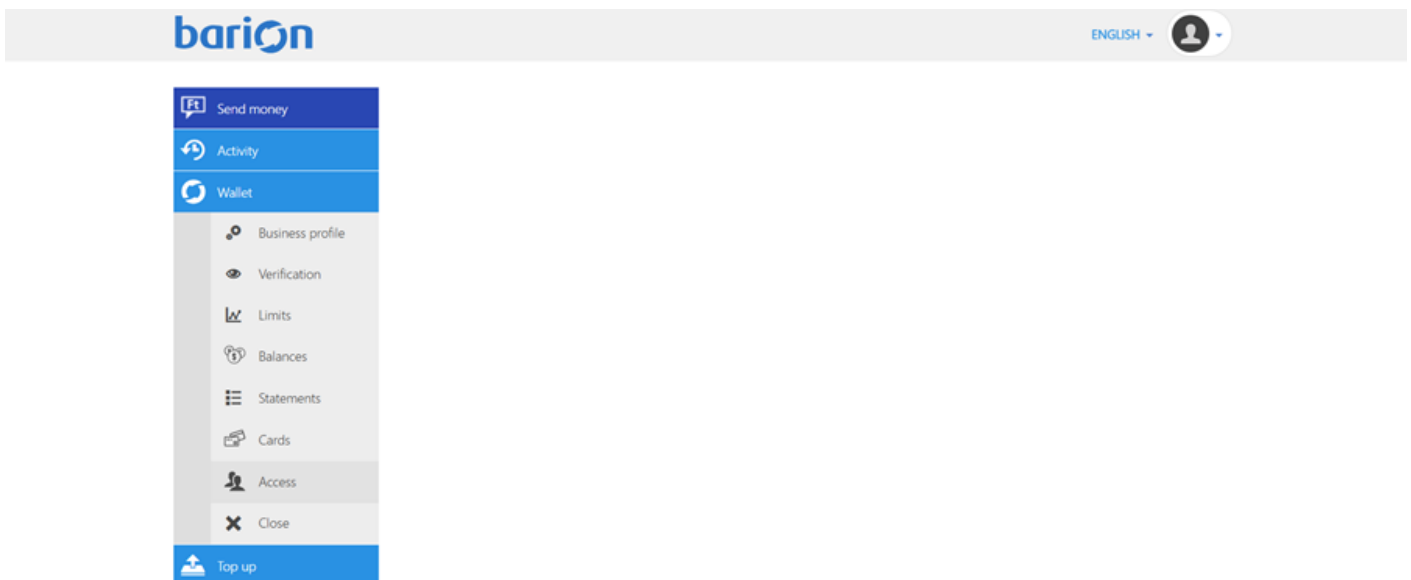 barion
ENGLISH
Ft Send money
Activity
Wallet
Business profile
Verification
Limits
Balances
Statements
Cards
Access
Close
Top up